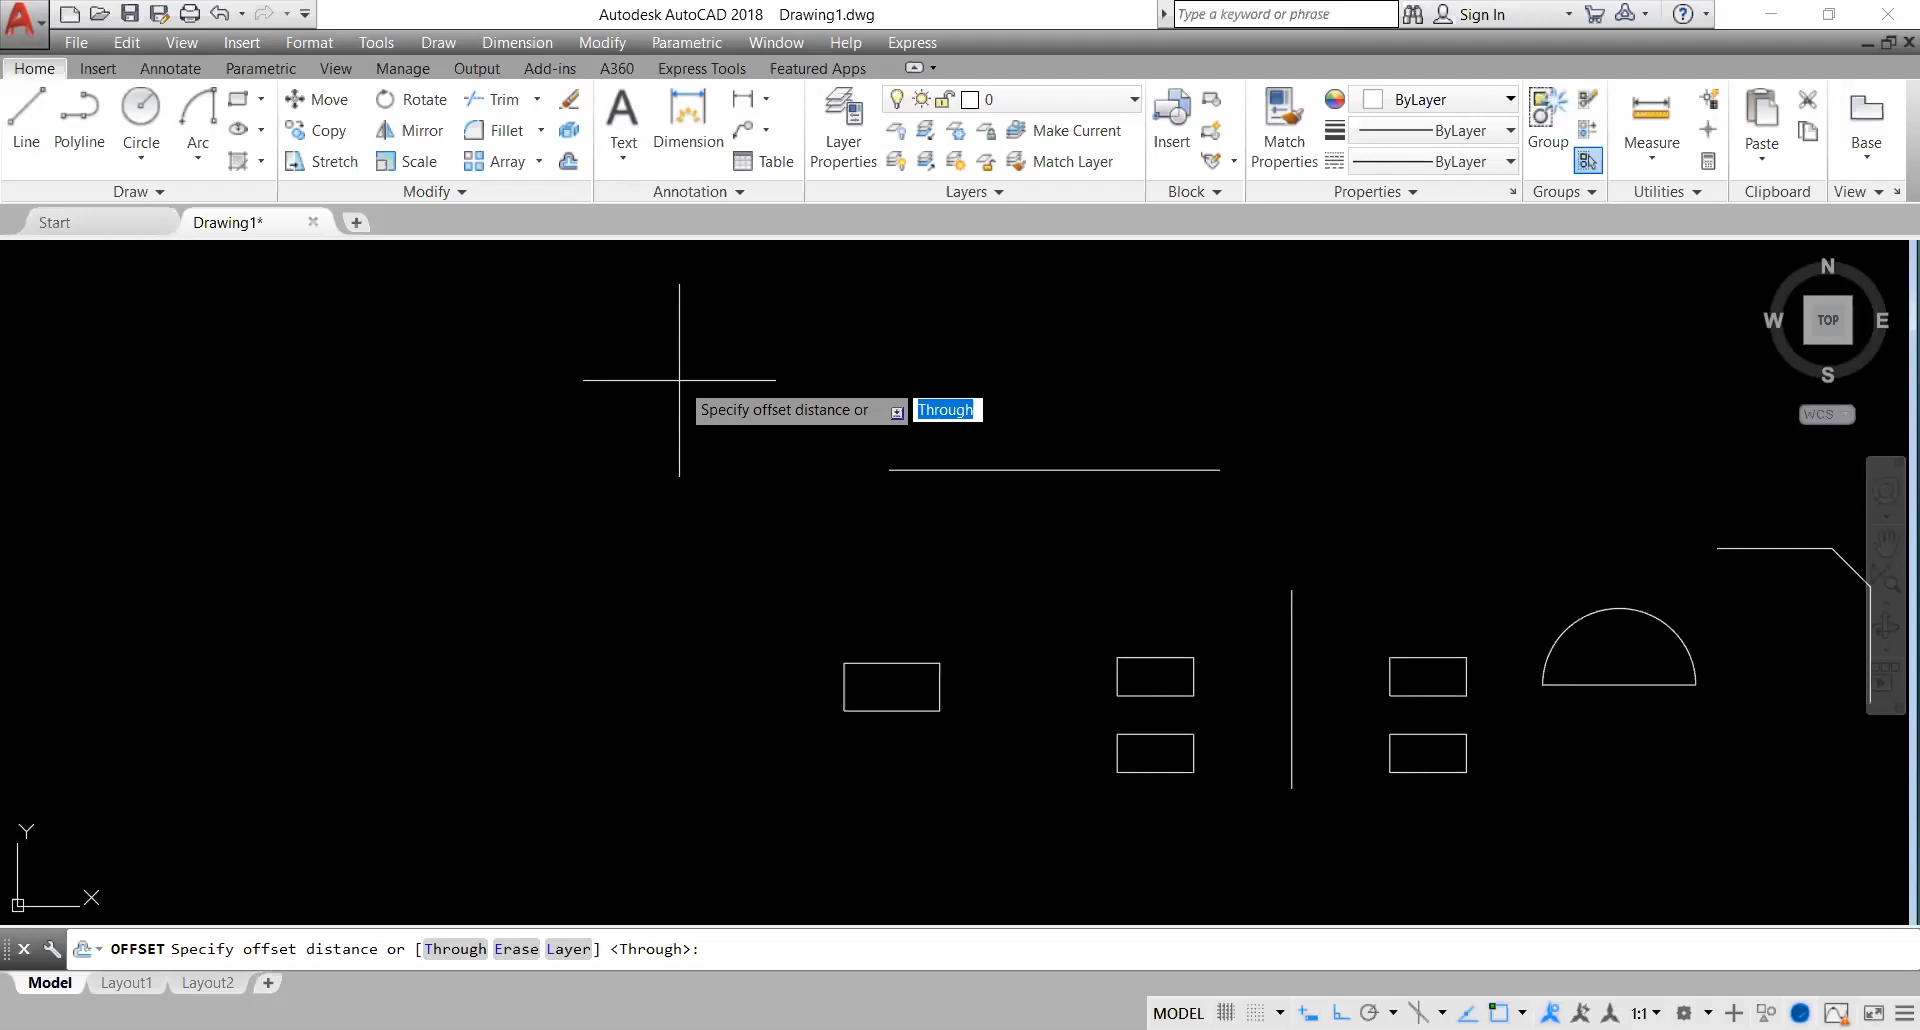 Autodesk AutoCAD 2018 Drawing1.dwg Type a keyword or phrase Sign In
File Edit View Insert Format Tools Draw Dimension Modify Parametric Window Help Express
Home Insert Annotate Parametric View Manage Output Add-ins A360 Express Tools Featured Apps
Move Rotate Trim 0 ByLayer
Copy Mirror Fillet Make Current ByLayer
Line Polyline Circle Arc Text Dimension Layer Properties Insert Match Properties Group Measure Paste Base
Stretch Scale Array Table Match Layer ByLayer
Draw Modify Annotation Layers Block Properties Groups Utilities Clipboard View
Start Drawing1*
N
W TOP E
S
WCS
Specify offset distance or Through
Y
X
OFFSET Specify offset distance or [Through Erase Layer] <Through>:
Model Layout1 Layout2
MODEL 1:1